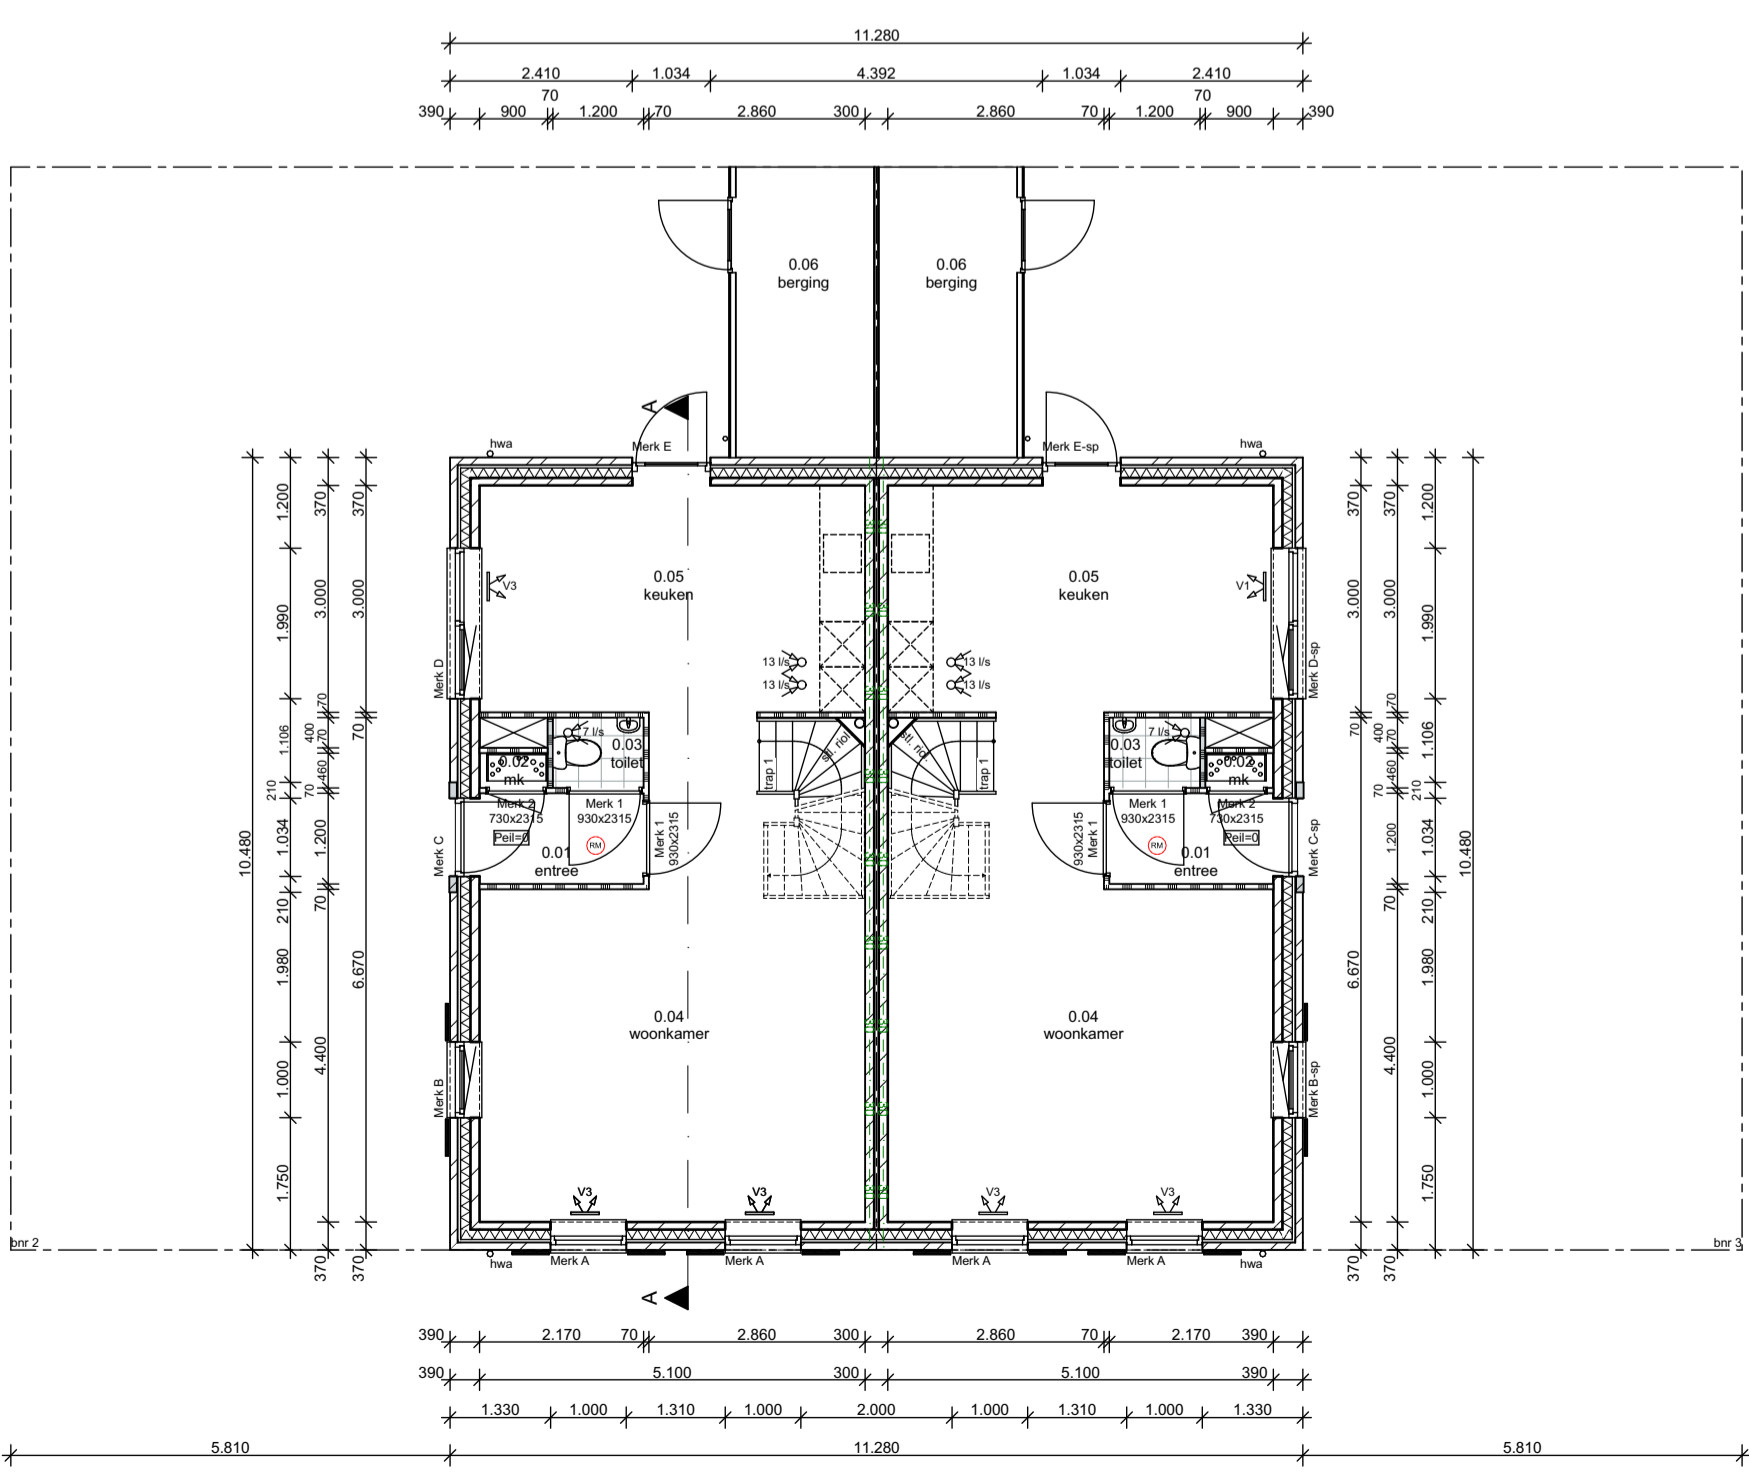 11.280
2.410 1.034 4.392 1.034 2.410
70 70
390 900 1.200 70 2.860 300 2.860 70 1.200 900 390
0.06
berging
0.06
berging
A
hwa Merk E Merk E-sp hwa
1.200 370 370 370 370 1.200
0.05
keuken
0.05
keuken
V3 V1
1.990 3.000 3.000 3.000 3.000 1.990
13 l/s 13 l/s
13 l/s 13 l/s
Merk D Merk D-sp
70 70
1.106 400 70 70 70 400 70 1.106
7 l/s 7 l/s
0.03
toilet
0.03
toilet
stl. riol. stl. riol.
0.02
mk
0.02
mk
trap 1 trap 1
210 70 460 460 70 210
Merk 2
730x2315
Peil=0
Merk 1
930x2315
RM
Merk 1
930x2315
930x2315
Merk 1
Merk 1
930x2315
RM
Merk 2
730x2315
Peil=0
0.01
entree
0.01
entree
Merk C Merk C-sp
10.480 1.034 1.200 1.200 1.034 10.480
210 70 70 210
1.980 6.670 6.670 1.980
0.04
woonkamer
0.04
woonkamer
1.000 4.400 4.400 1.000
Merk B Merk B-sp
1.750 1.750
V3 V3 V3 V3
bnr 2 bnr 3
370 370 370 370
hwa Merk A Merk A Merk A Merk A hwa
A
390 2.170 70 2.860 300 2.860 70 2.170 390
390 5.100 300 5.100 390
1.330 1.000 1.310 1.000 2.000 1.000 1.310 1.000 1.330
5.810 11.280 5.810